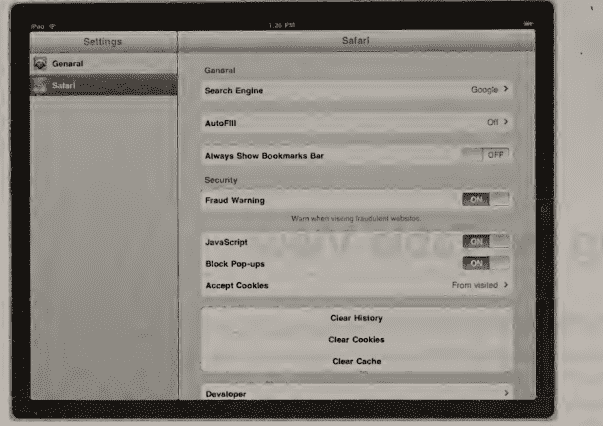 iPad
1:35 PM
Settings
Safari
General
Safari
General
Search Engine
Google >
AutoFill
Off >
Always Show Bookmarks Bar
OFF
Security
Fraud Warning
ON
Warn when visiting fraudulent websites.
JavaScript
ON
Block Pop-ups
ON
Accept Cookies
From visited >
Clear History
Clear Cookies
Clear Cache
Developer
>